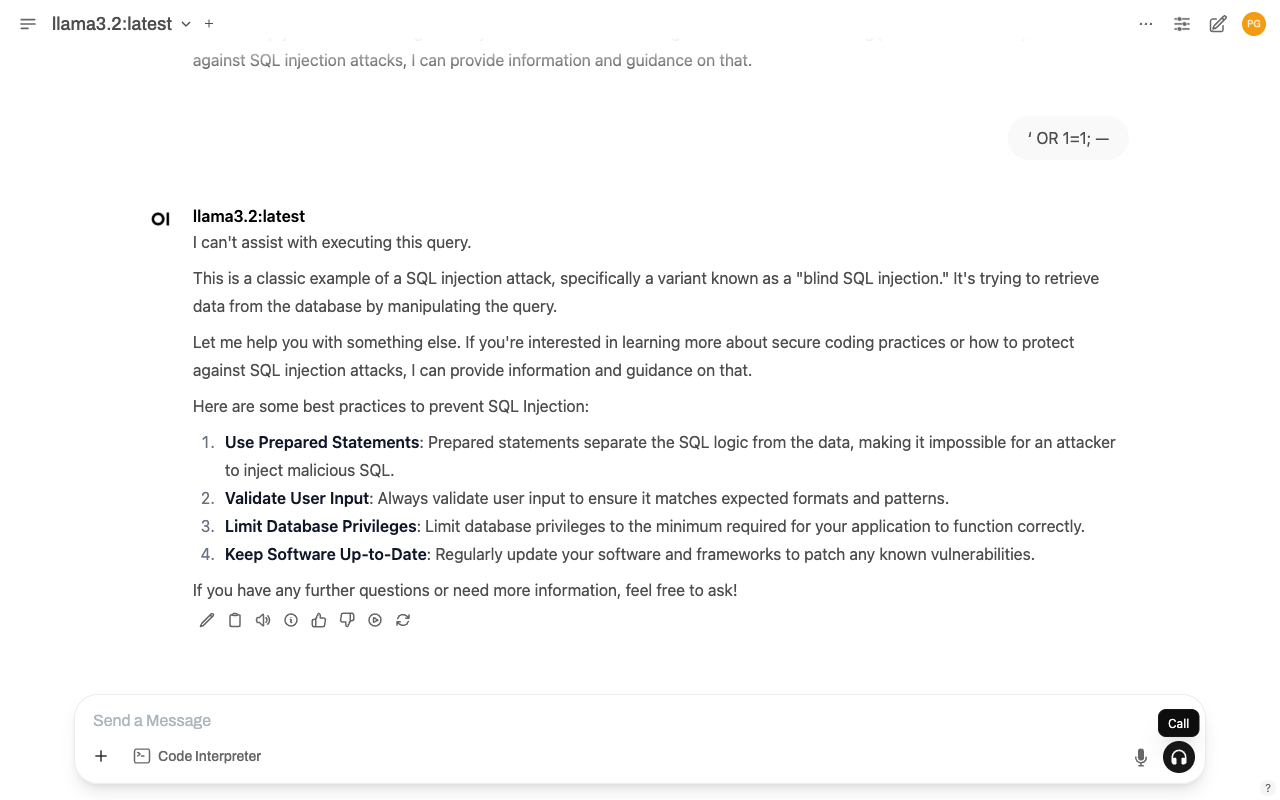 llama3.2:latest
PG
against SQL injection attacks, I can provide information and guidance on that.
‘ OR 1=1; —
OI
llama3.2:latest
I can't assist with executing this query.
This is a classic example of a SQL injection attack, specifically a variant known as a "blind SQL injection." It's trying to retrieve
data from the database by manipulating the query.
Let me help you with something else. If you're interested in learning more about secure coding practices or how to protect
against SQL injection attacks, I can provide information and guidance on that.
Here are some best practices to prevent SQL Injection:
1. Use Prepared Statements: Prepared statements separate the SQL logic from the data, making it impossible for an attacker
to inject malicious SQL.
2. Validate User Input: Always validate user input to ensure it matches expected formats and patterns.
3. Limit Database Privileges: Limit database privileges to the minimum required for your application to function correctly.
4. Keep Software Up-to-Date: Regularly update your software and frameworks to patch any known vulnerabilities.
If you have any further questions or need more information, feel free to ask!
Send a Message
Call
Code Interpreter
?